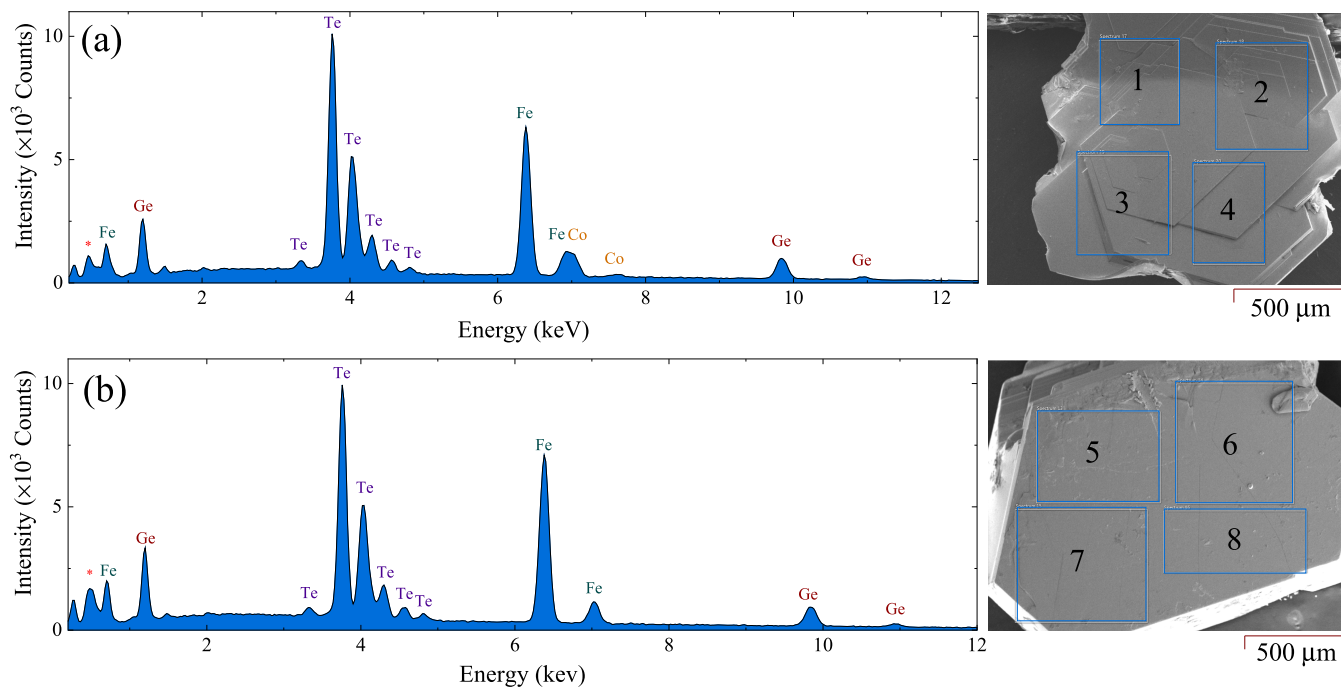 (a)
Intensity (×10³ Counts)
10
5
0
*
Fe
Ge
Te
Te
Te
Te
Te
Te
Fe
Fe
Co
Co
Ge
Ge
2
4
6
8
10
12
Energy (keV)
Spectrum 17
1
2
3
4
500 μm
(b)
Intensity (×10³ Counts)
10
5
0
*
Fe
Ge
Te
Te
Te
Te
Te
Te
Fe
Fe
Ge
Ge
2
4
6
8
10
12
Energy (kev)
5
6
7
8
500 μm